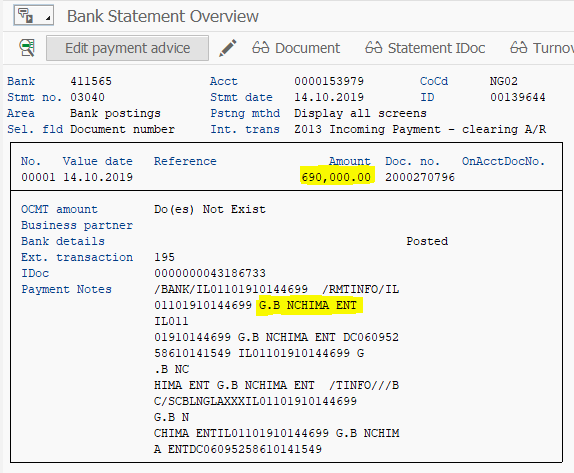 Bank Statement Overview
Edit payment advice Document Statement IDoc Turnov
Bank 411565 Acct 0000153979 CoCd NG02
Stmt no. 03040 Stmt date 14.10.2019 ID 00139644
Area Bank postings Pstng mthd Display all screens
Sel. fld Document number Int. trans Z013 Incoming Payment - clearing A/R
No. Value date Reference Amount Doc. no. OnAcctDocNo.
00001 14.10.2019 690,000.00 2000270796
OCMT amount Do(es) Not Exist
Business partner
Bank details Posted
Ext. transaction 195
IDoc 0000000043186733
Payment Notes /BANK/IL01101910144699 /RMTINFO/IL
01101910144699 G.B NCHIMA ENT
IL011
01910144699 G.B NCHIMA ENT DC060952
58610141549 IL01101910144699 G
.B NC
HIMA ENT G.B NCHIMA ENT /TINFO///B
C/SCBLNGLAXXXIL01101910144699
G.B N
CHIMA ENTIL01101910144699 G.B NCHIM
A ENTDC06095258610141549